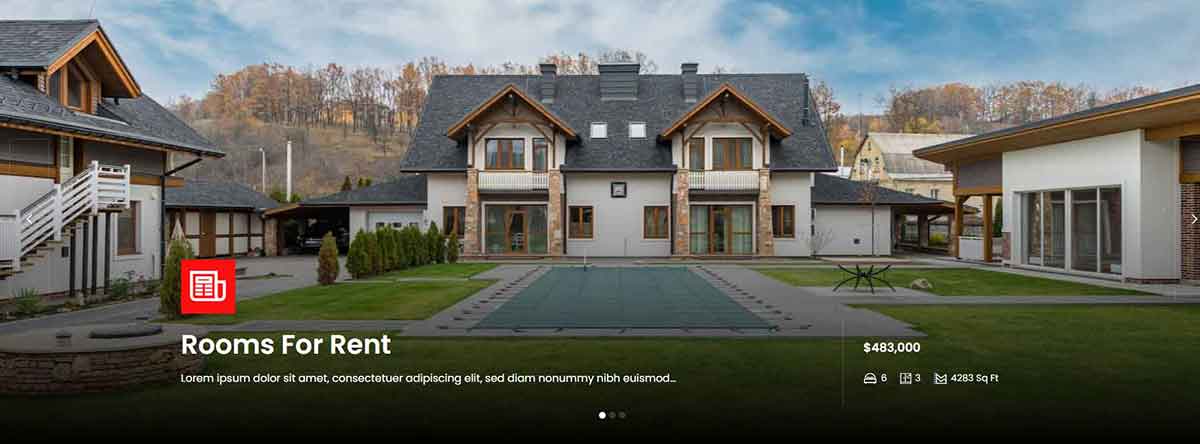 Rooms For Rent
Lorem ipsum dolor sit amet, consectetuer adipiscing elit, sed diam nonummy nibh euismod...
$483,000
6 3 4283 Sq Ft